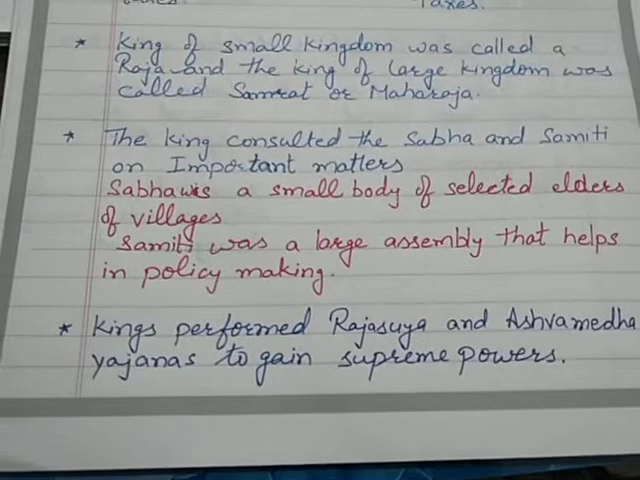 Taxes.
* King of small kingdom was called a
Raja and the king of large kingdom was
called Samrat or Maharaja.
* The king consulted the Sabha and Samiti
on Important matters
Sabha was a small body of selected elders
of villages
Samiti was a large assembly that helps
in policy making.
* Kings performed Rajasuya and Ashvamedha
yajanas to gain supreme powers.